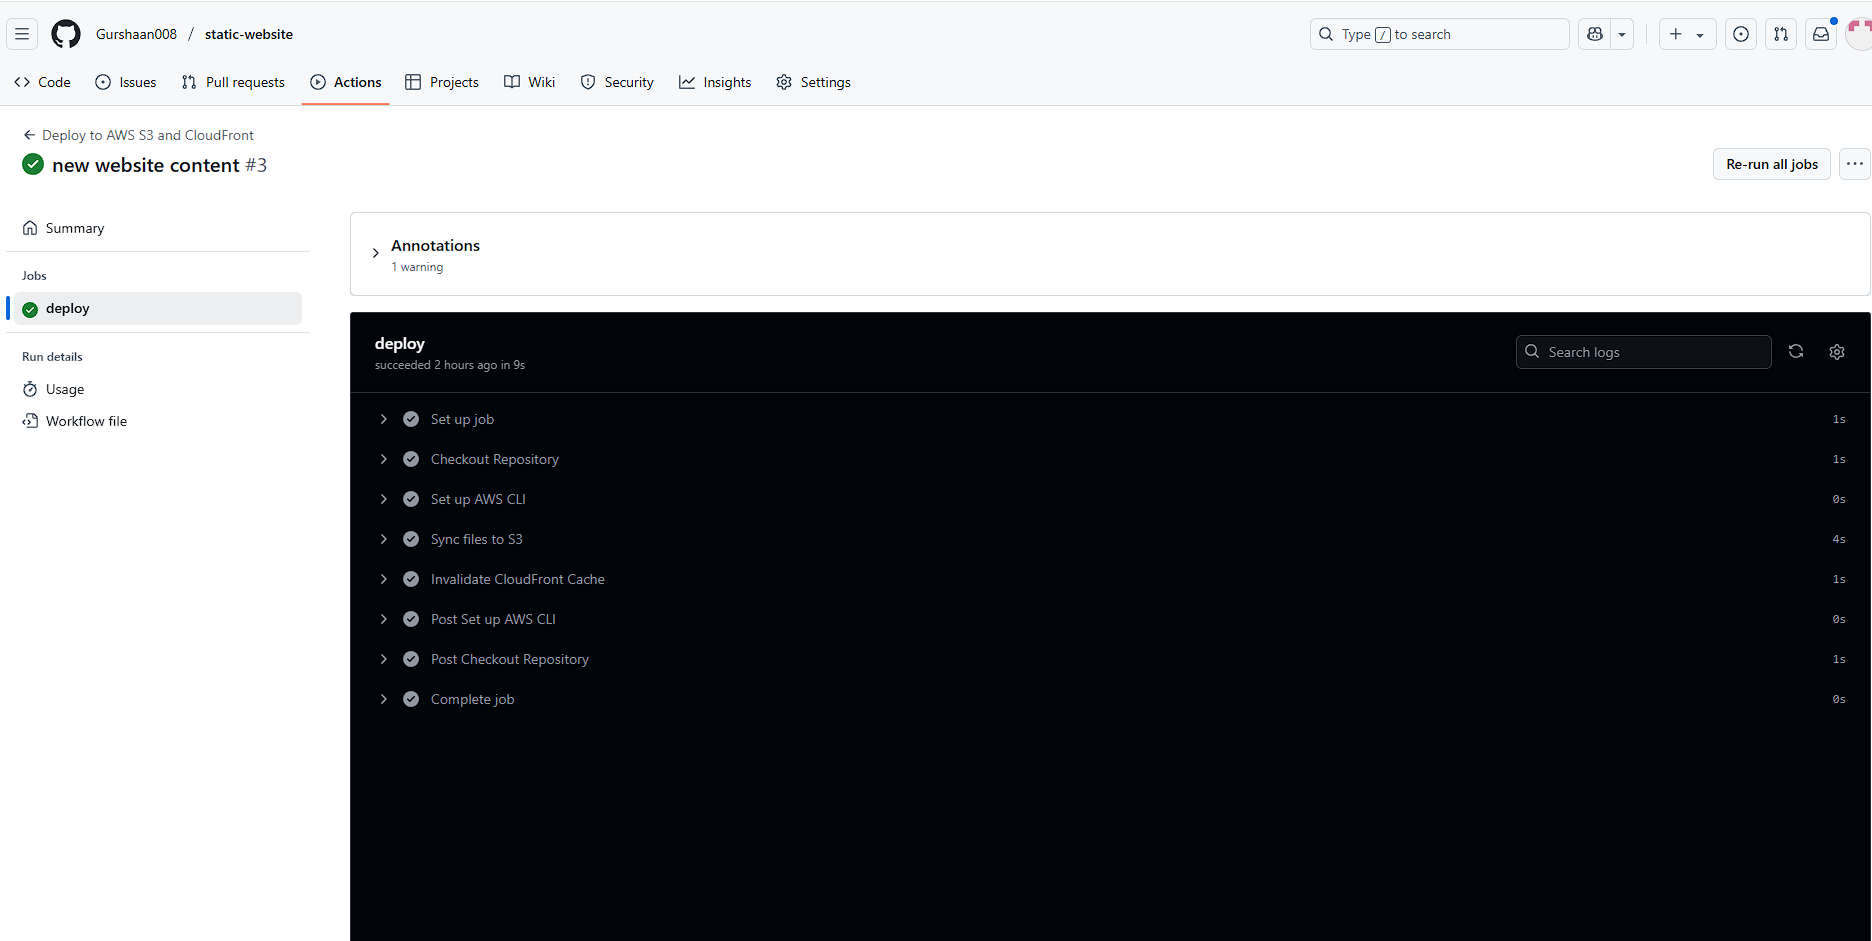 Gurshaan008 / static-website
Type / to search
Code
Issues
Pull requests
Actions
Projects
Wiki
Security
Insights
Settings
Deploy to AWS S3 and CloudFront
new website content #3
Re-run all jobs
Summary
Jobs
deploy
Run details
Usage
Workflow file
Annotations
1 warning
deploy
succeeded 2 hours ago in 9s
Search logs
Set up job 1s
Checkout Repository 1s
Set up AWS CLI 0s
Sync files to S3 4s
Invalidate CloudFront Cache 1s
Post Set up AWS CLI 0s
Post Checkout Repository 1s
Complete job 0s